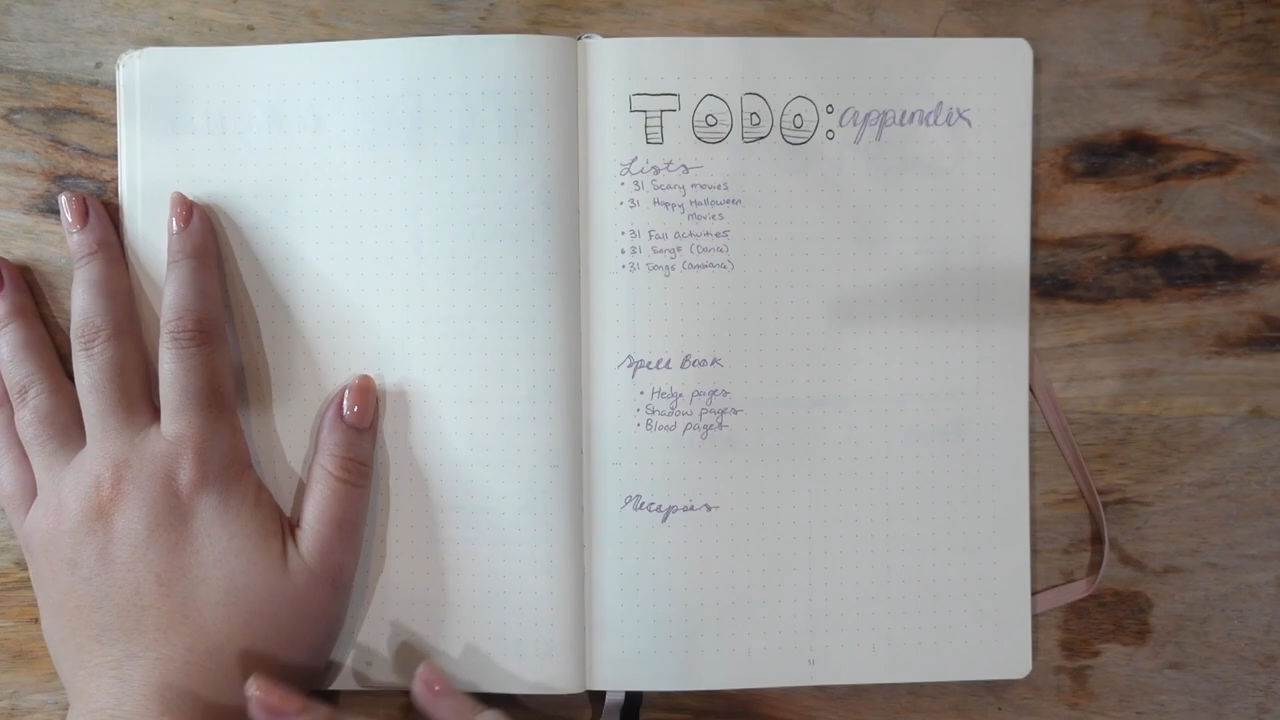 TODO: appendix
Lists
• 31 Scary movies
• 31 Happy Halloween
movies
• 31 Fall activities
• 31 Songs (Dance)
• 31 Songs (ambiance)
Spell Book
• Hedge pages
• Shadow pages
• Blood pages